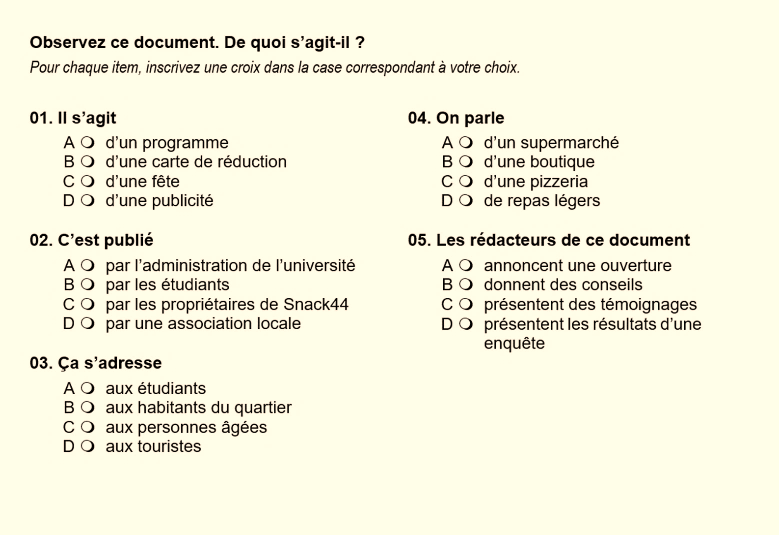 Observez ce document. De quoi s’agit-il ?
Pour chaque item, inscrivez une croix dans la case correspondant à votre choix.
01. Il s’agit
A ❍ d’un programme
B ❍ d’une carte de réduction
C ❍ d’une fête
D ❍ d’une publicité
02. C’est publié
A ❍ par l’administration de l’université
B ❍ par les étudiants
C ❍ par les propriétaires de Snack44
D ❍ par une association locale
03. Ça s’adresse
A ❍ aux étudiants
B ❍ aux habitants du quartier
C ❍ aux personnes âgées
D ❍ aux touristes
04. On parle
A ❍ d’un supermarché
B ❍ d’une boutique
C ❍ d’une pizzeria
D ❍ de repas légers
05. Les rédacteurs de ce document
A ❍ annoncent une ouverture
B ❍ donnent des conseils
C ❍ présentent des témoignages
D ❍ présentent les résultats d’une
enquête